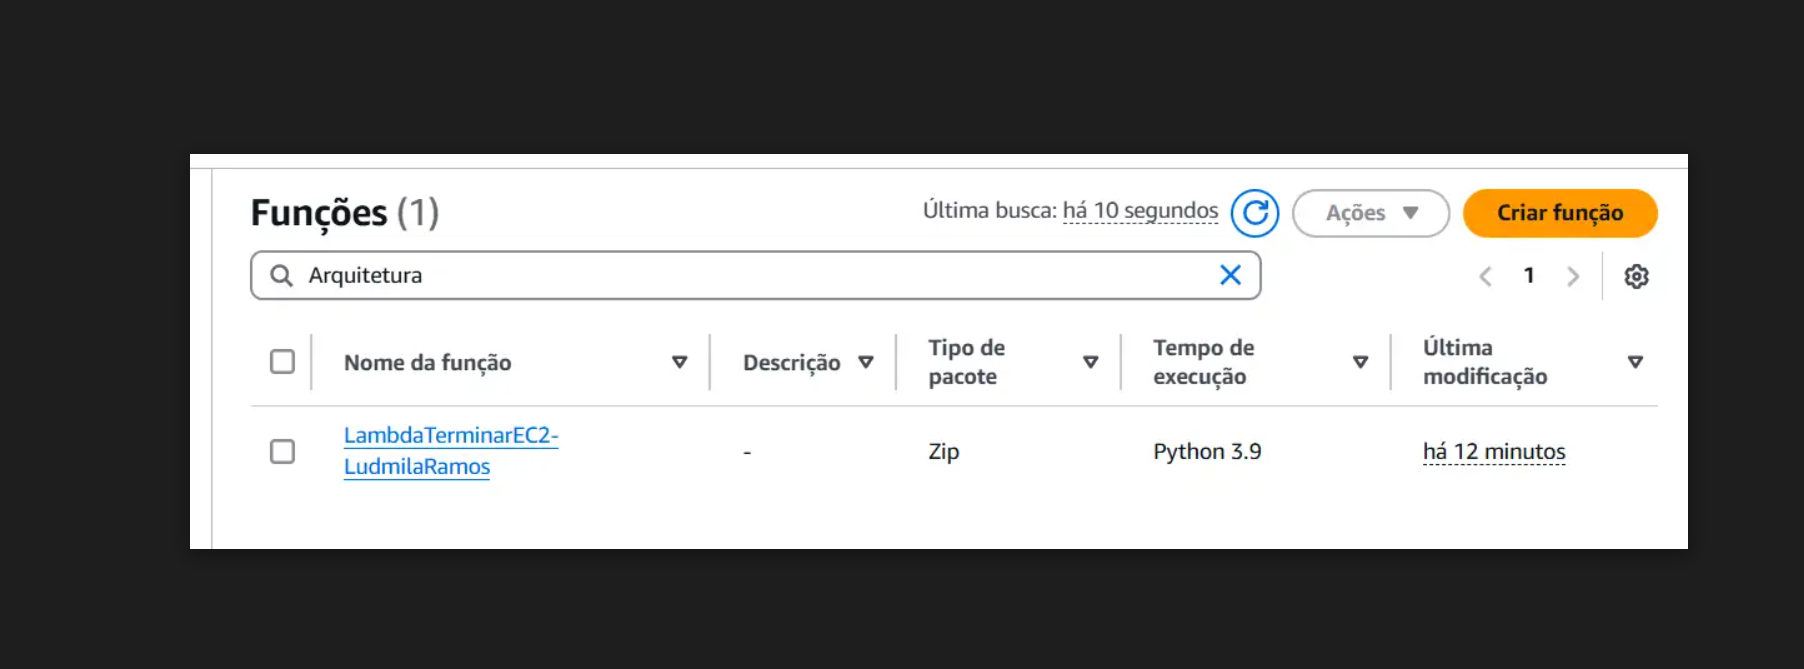 Funções (1)
Última busca: há 10 segundos
Ações
Criar função
Arquitetura
1
Nome da função
Descrição
Tipo de
pacote
Tempo de
execução
Última
modificação
LambdaTerminarEC2-
LudmilaRamos
-
Zip
Python 3.9
há 12 minutos